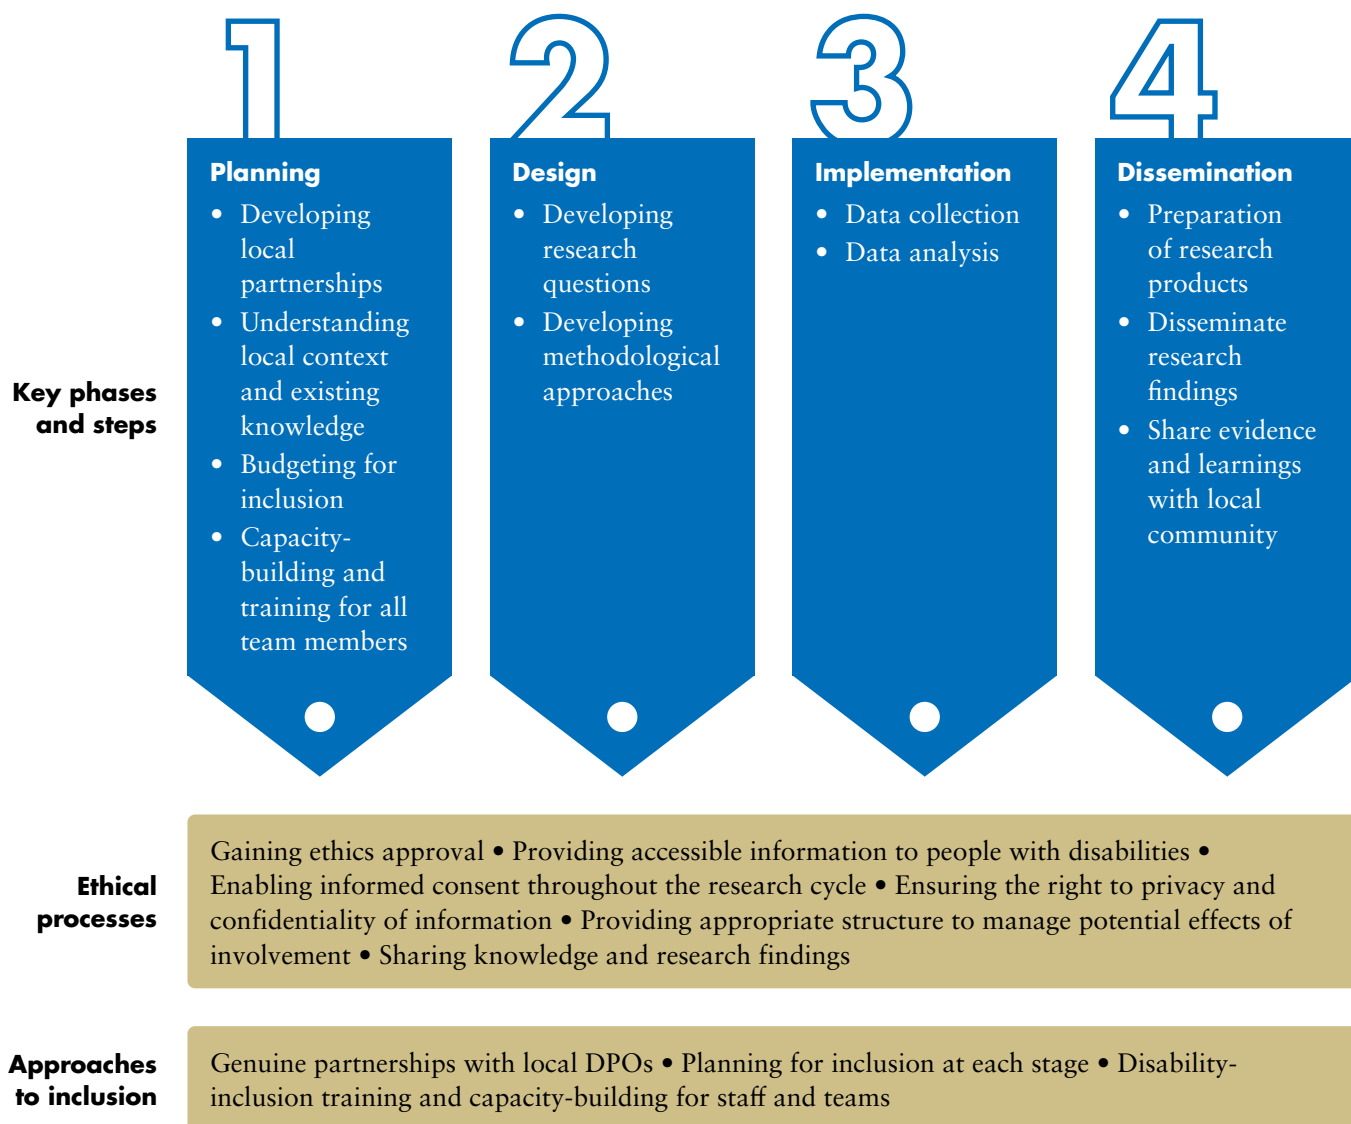 1
Planning
• Developing
local
partnerships
• Understanding
local context
and existing
knowledge
• Budgeting for
inclusion
• Capacity-
building and
training for all
team members
2
Design
• Developing
research
questions
• Developing
methodological
approaches
3
Implementation
• Data collection
• Data analysis
4
Dissemination
• Preparation
of research
products
• Disseminate
research
findings
• Share evidence
and learnings
with local
community
Key phases
and steps
Ethical
processes
Gaining ethics approval • Providing accessible information to people with disabilities •
Enabling informed consent throughout the research cycle • Ensuring the right to privacy and
confidentiality of information • Providing appropriate structure to manage potential effects of
involvement • Sharing knowledge and research findings
Approaches
to inclusion
Genuine partnerships with local DPOs • Planning for inclusion at each stage • Disability-
inclusion training and capacity-building for staff and teams